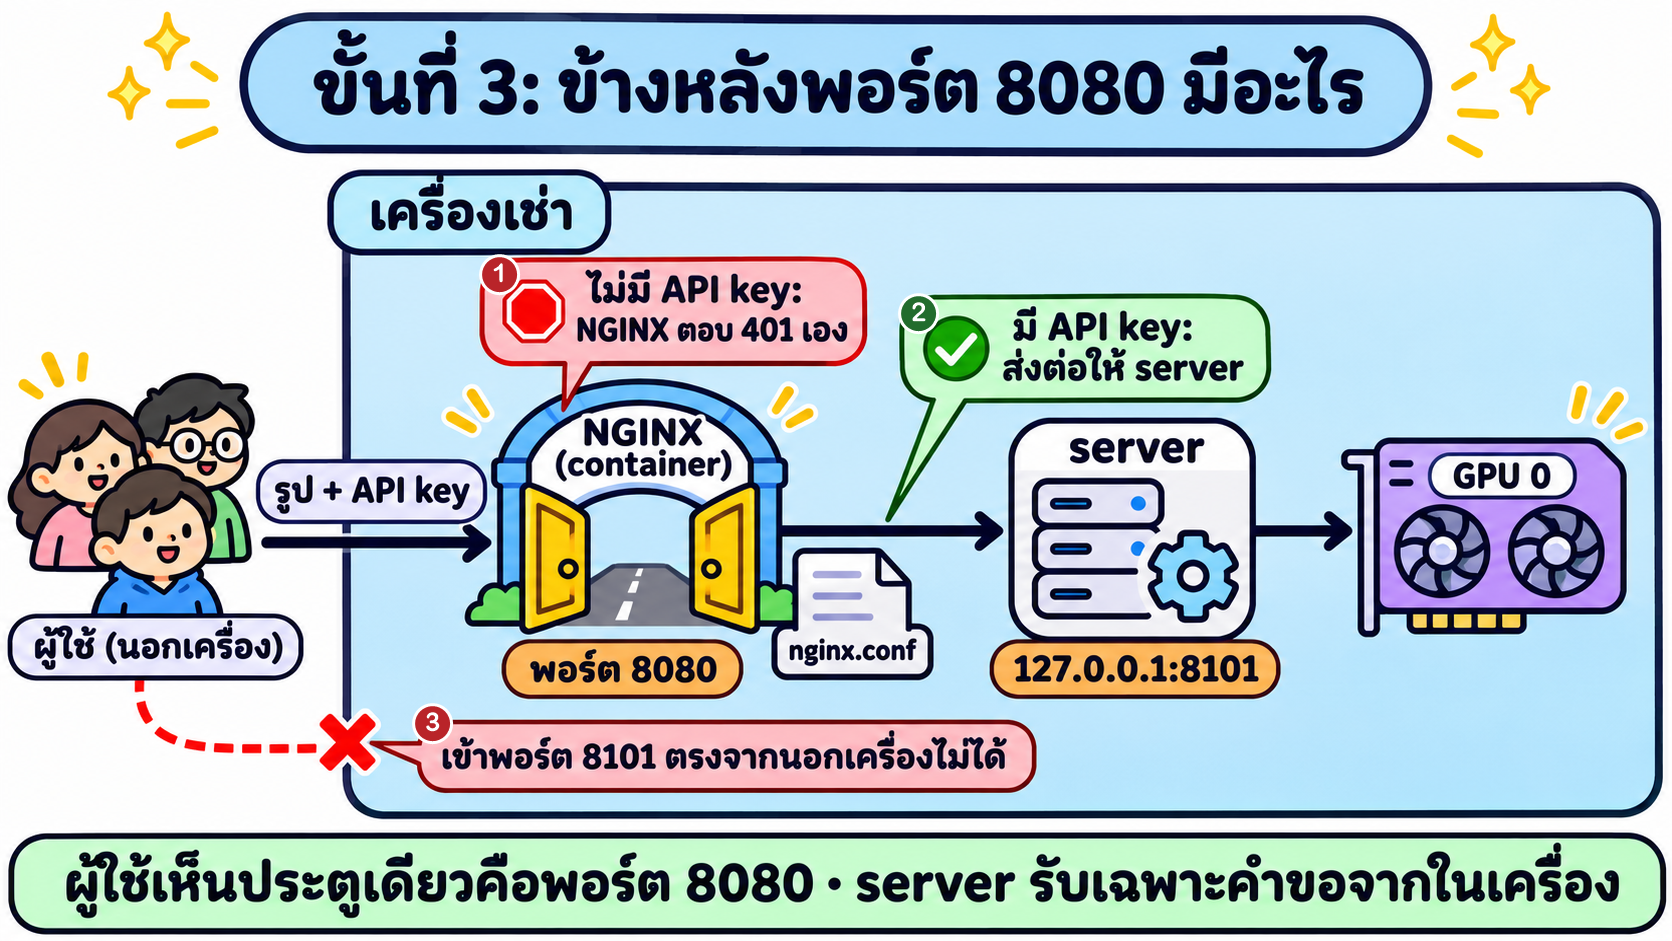 ขั้นที่ 3: ข้างหลังพอร์ต 8080 มีอะไร
เครื่องเช่า
1
ไม่มี API key:
NGINX ตอบ 401 เอง
2
มี API key:
ส่งต่อให้ server
NGINX
(container)
server
GPU 0
รูป + API key
ผู้ใช้ (นอกเครื่อง)
พอร์ต 8080
nginx.conf
127.0.0.1:8101
3
เข้าพอร์ต 8101 ตรงจากนอกเครื่องไม่ได้
ผู้ใช้เห็นประตูเดียวคือพอร์ต 8080 • server รับเฉพาะคำขอจากในเครื่อง